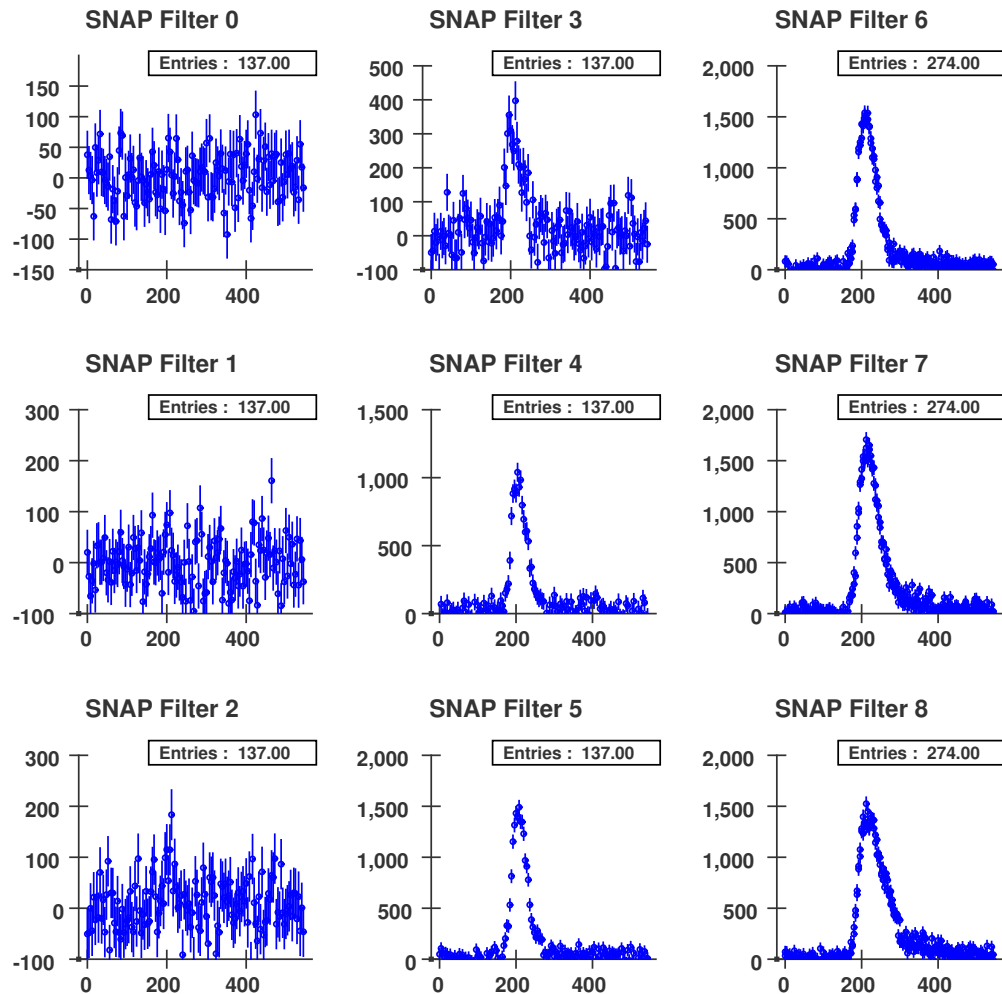 SNAP Filter 0
Entries : 137.00
150
100
50
0
-50
-100
-150
0 200 400
SNAP Filter 3
Entries : 137.00
500
400
300
200
100
0
-100
0 200 400
SNAP Filter 6
Entries : 274.00
2,000
1,500
1,000
500
0
0 200 400
SNAP Filter 1
Entries : 137.00
300
200
100
0
-100
0 200 400
SNAP Filter 4
Entries : 137.00
1,500
1,000
500
0
0 200 400
SNAP Filter 7
Entries : 274.00
2,000
1,500
1,000
500
0
0 200 400
SNAP Filter 2
Entries : 137.00
300
200
100
0
-100
0 200 400
SNAP Filter 5
Entries : 137.00
2,000
1,500
1,000
500
0
0 200 400
SNAP Filter 8
Entries : 274.00
2,000
1,500
1,000
500
0
0 200 400